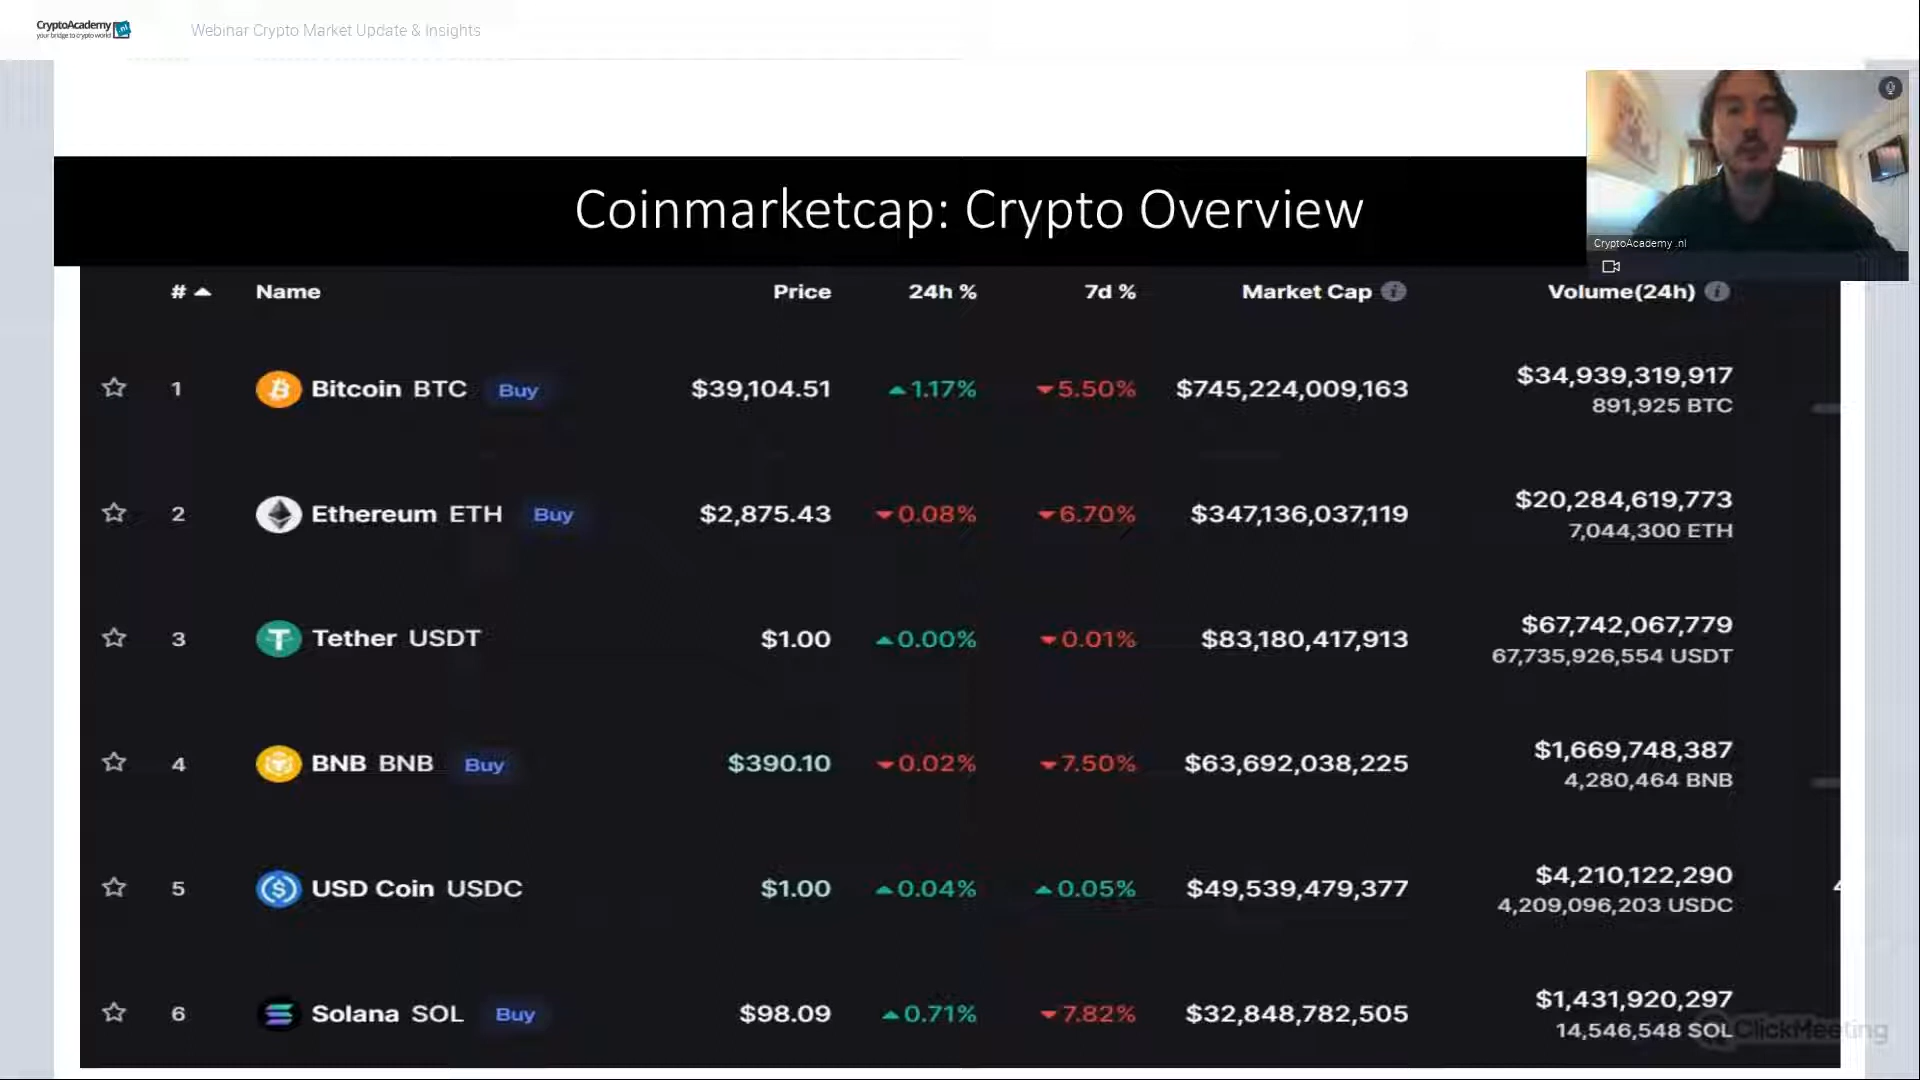 CryptoAcademy .nl
your bridge to crypto world
Webinar Crypto Market Update & Insights
CryptoAcademy .nl
Coinmarketcap: Crypto Overview
# Name Price 24h % 7d % Market Cap Volume(24h)
1 Bitcoin BTC Buy $39,104.51 1.17% 5.50% $745,224,009,163 $34,939,319,917
891,925 BTC
2 Ethereum ETH Buy $2,875.43 0.08% 6.70% $347,136,037,119 $20,284,619,773
7,044,300 ETH
3 Tether USDT $1.00 0.00% 0.01% $83,180,417,913 $67,742,067,779
67,735,926,554 USDT
4 BNB BNB Buy $390.10 0.02% 7.50% $63,692,038,225 $1,669,748,387
4,280,464 BNB
5 USD Coin USDC $1.00 0.04% 0.05% $49,539,479,377 $4,210,122,290
4,209,096,203 USDC
6 Solana SOL Buy $98.09 0.71% 7.82% $32,848,782,505 $1,431,920,297
14,546,548 SOL
ClickMeeting